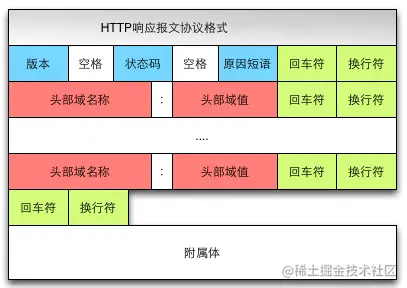 HTTP响应报文协议格式
版本 空格 状态码 空格 原因短语 回车符 换行符
头部域名称 : 头部域值 回车符 换行符
....
头部域名称 : 头部域值 回车符 换行符
回车符 换行符
附属体
@稀土掘金技术社区